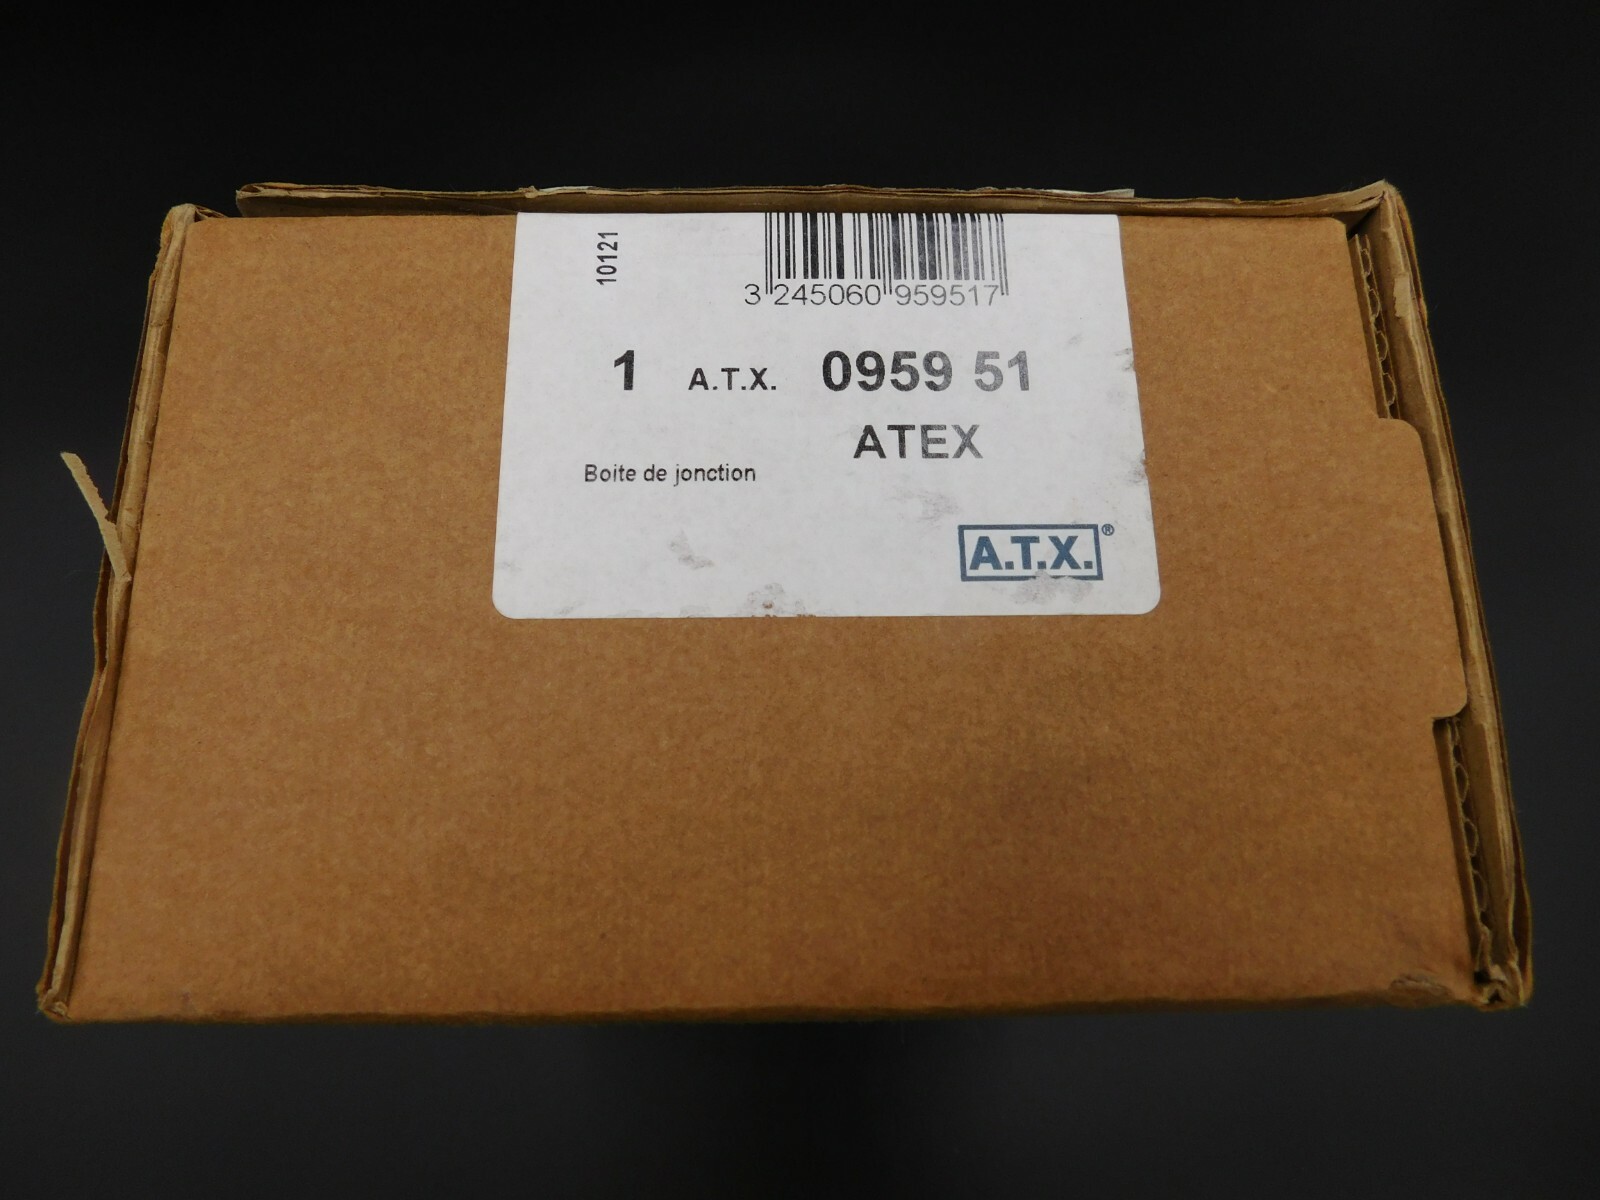 10121
3 245060 959517
1 A.T.X. 0959 51
ATEX
Boite de jonction
A.T.X.®